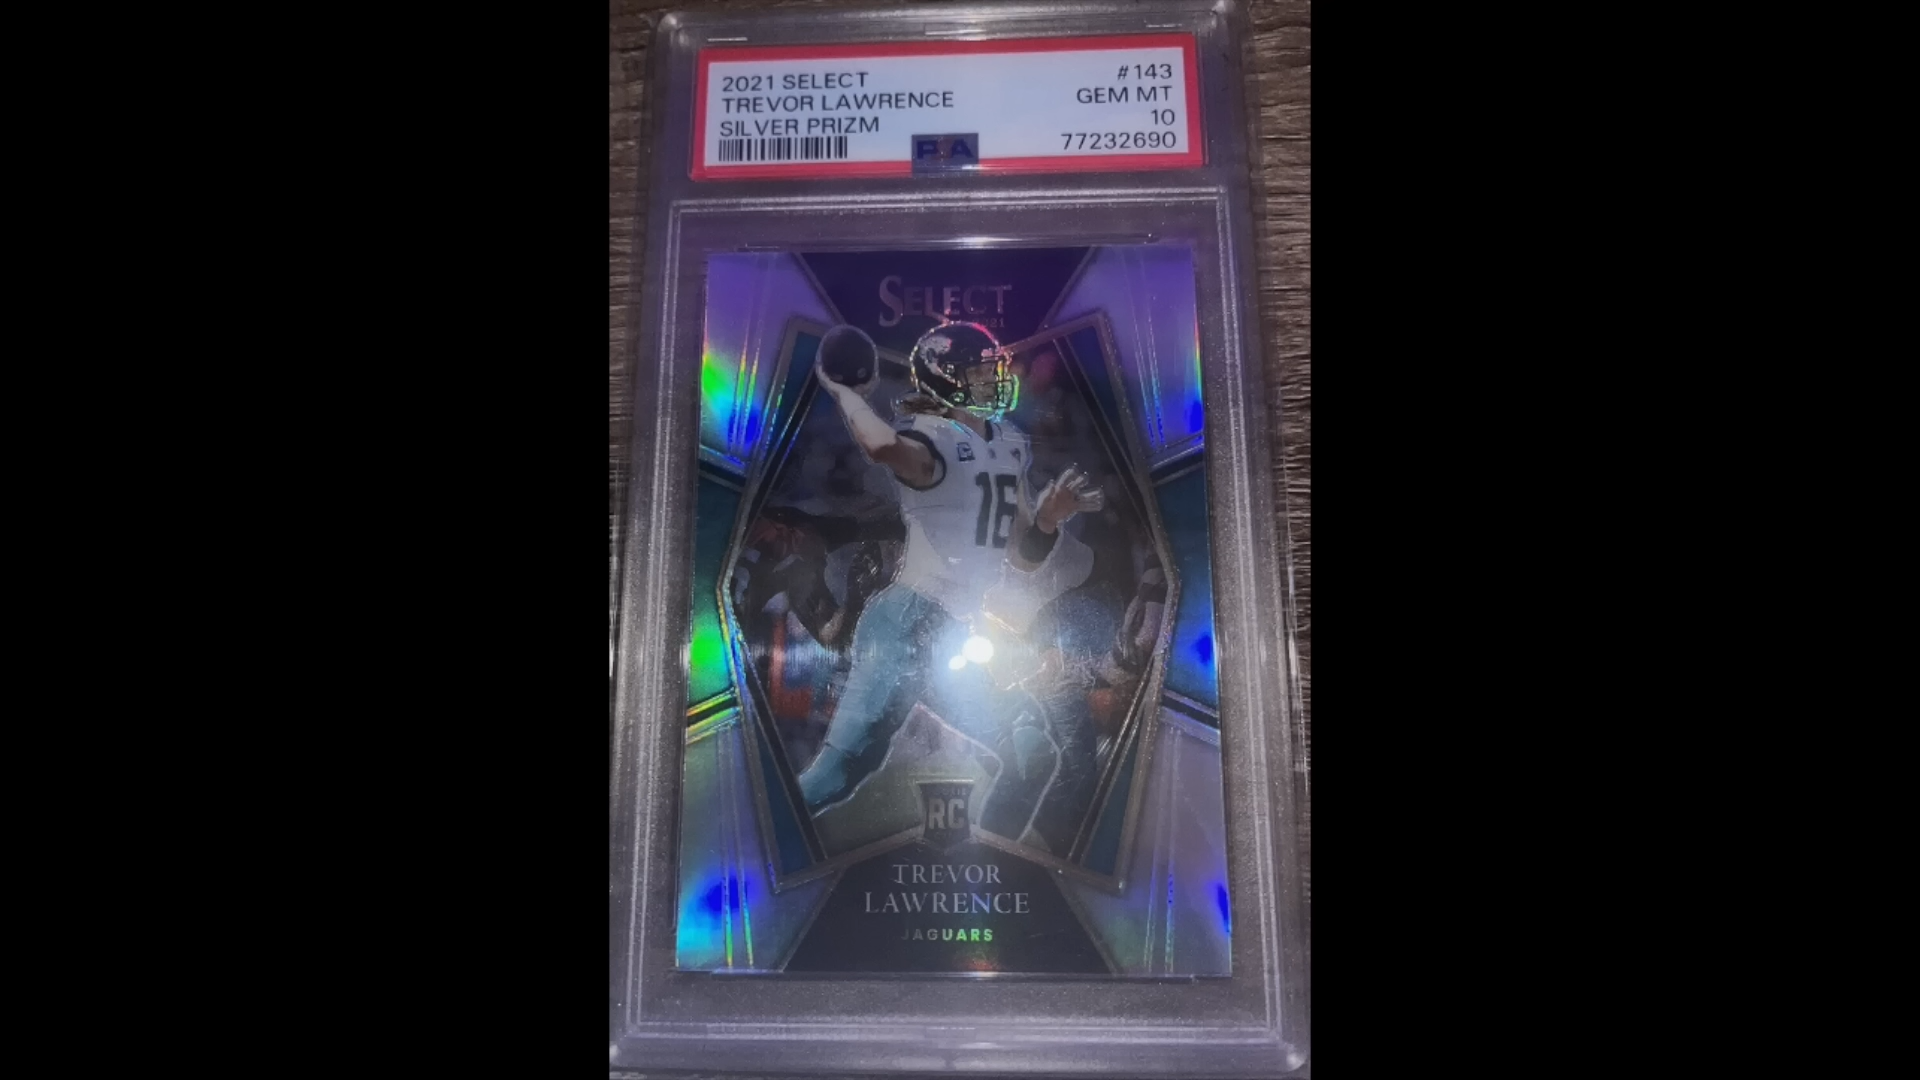 2021 SELECT #143
TREVOR LAWRENCE GEM MT
SILVER PRIZM 10
77232690
PSA
SELECT
2021
16
RC
TREVOR
LAWRENCE
JAGUARS